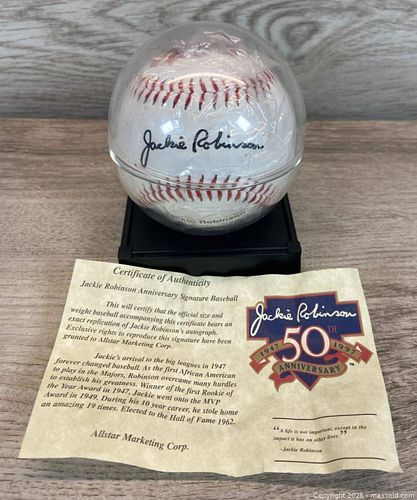 Jackie Robinson
Jackie Robinson
Certificate of Authenticity
Jackie Robinson Anniversary Signature Baseball
This will certify that the official size and
weight baseball accompanying this certificate bears an
exact replication of Jackie Robinson's autograph.
Exclusive rights to reproduce this signature have been
granted to Allstar Marketing Corp.
Jackie's arrival to the big leagues in 1947
forever changed baseball. As the first African American
to play in the Majors, Robinson overcame many hurdles
to establish his greatness. Winner of the first Rookie of
the Year Award in 1947, Jackie went onto the MVP
Award in 1949. During his 10 year career, he stole home
an amazing 19 times. Elected to the Hall of Fame 1962.
Allstar Marketing Corp.
Jackie Robinson
50TH
1947 1997
ANNIVERSARY
™
"A life is not important, except in the
impact it has on other lives."
-Jackie Robinson
Copyright 2026 • maxsold.com